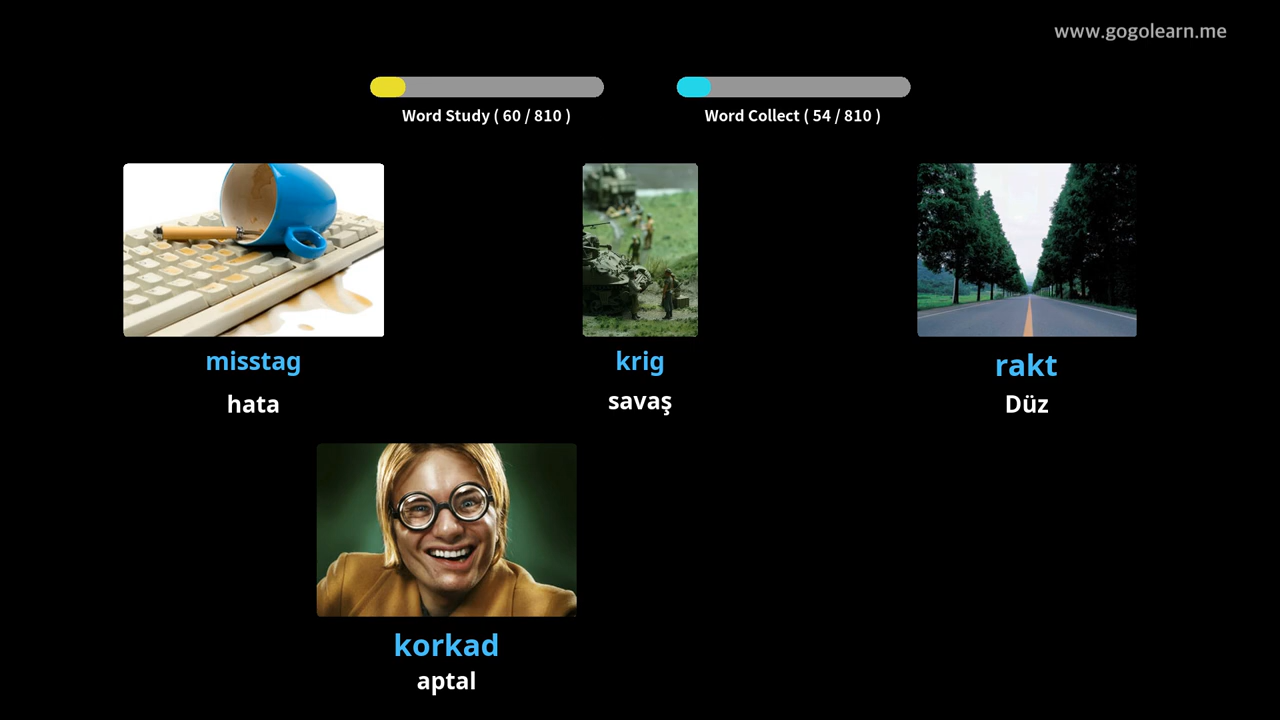 www.gogolearn.me
Word Study ( 60 / 810 )
Word Collect ( 54 / 810 )
misstag
hata
krig
savaş
rakt
Düz
korkad
aptal